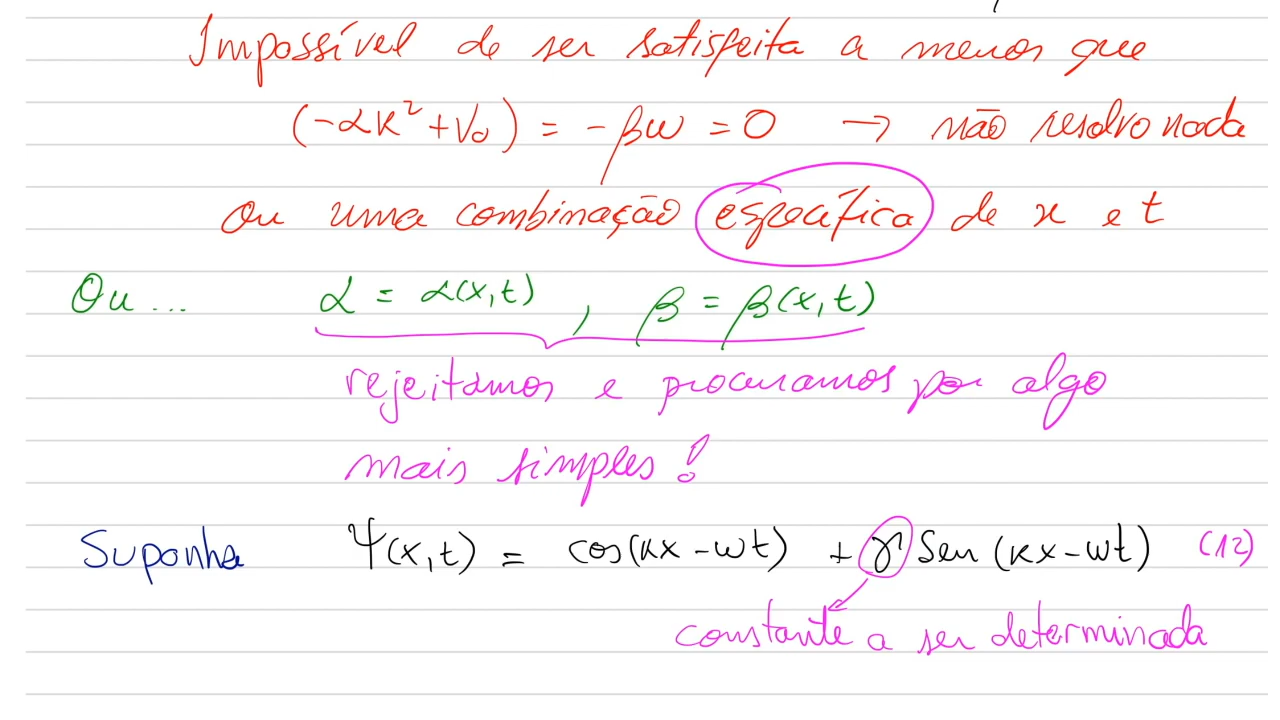 Impossível de ser satisfeita a menos que
(-αk²+V₀) = -βω = 0 → não resolvo nada
ou uma combinação específica de x e t
Ou ... α = α(x,t) , β = β(x,t)
rejeitamos e procuramos por algo
mais simples!
Suponha Ψ(x,t) = cos(kx-ωt) + γ sen(kx-ωt) (12)
constante a ser determinada